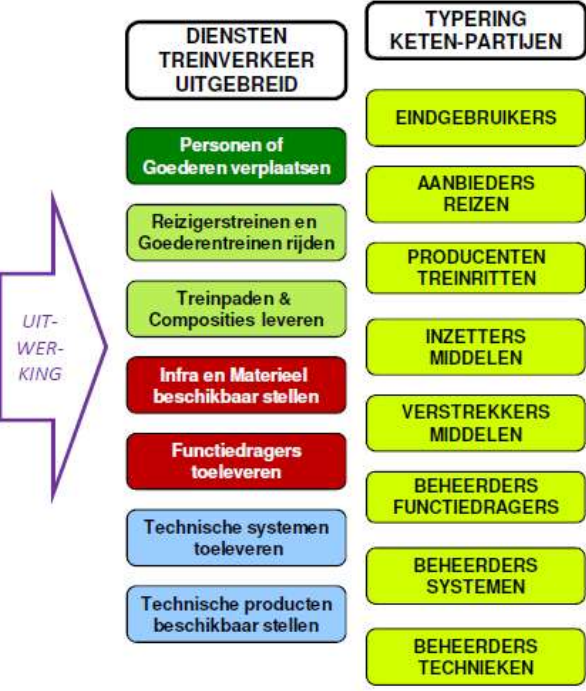 UIT-
WER-
KING
DIENSTEN
TREINVERKEER
UITGEBREID
Personen of
Goederen verplaatsen
Reizigerstreinen en
Goederentreinen rijden
Treinpaden &
Composities leveren
Infra en Materieel
beschikbaar stellen
Functiedragers
toeleveren
Technische systemen
toeleveren
Technische producten
beschikbaar stellen
TYPERING
KETEN-PARTIJEN
EINDGEBRUIKERS
AANBIEDERS
REIZEN
PRODUCENTEN
TREINRITTEN
INZETTERS
MIDDELEN
VERSTREKKERS
MIDDELEN
BEHEERDERS
FUNCTIEDRAGERS
BEHEERDERS
SYSTEMEN
BEHEERDERS
TECHNIEKEN